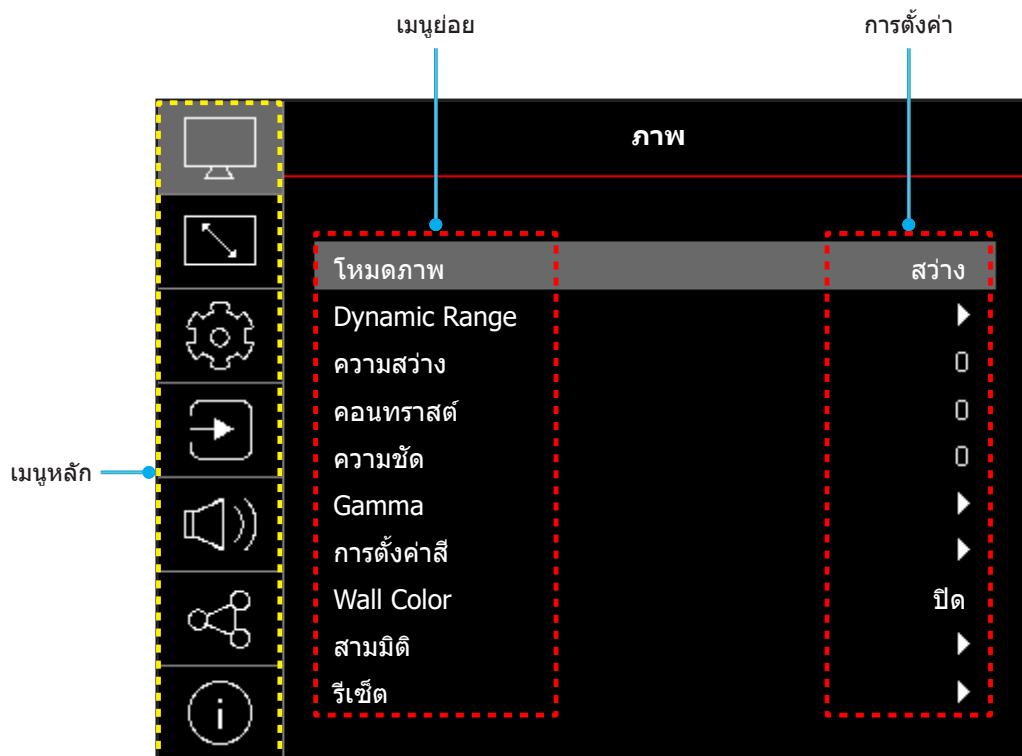 เมนูย่อย
การตั้งค่า
ภาพ
โหมดภาพ
สว่าง
Dynamic Range
ความสว่าง
0
คอนทราสต์
0
ความชัด
0
เมนูหลัก
Gamma
การตั้งค่าสี
Wall Color
ปิด
สามมิติ
รีเซ็ต
i